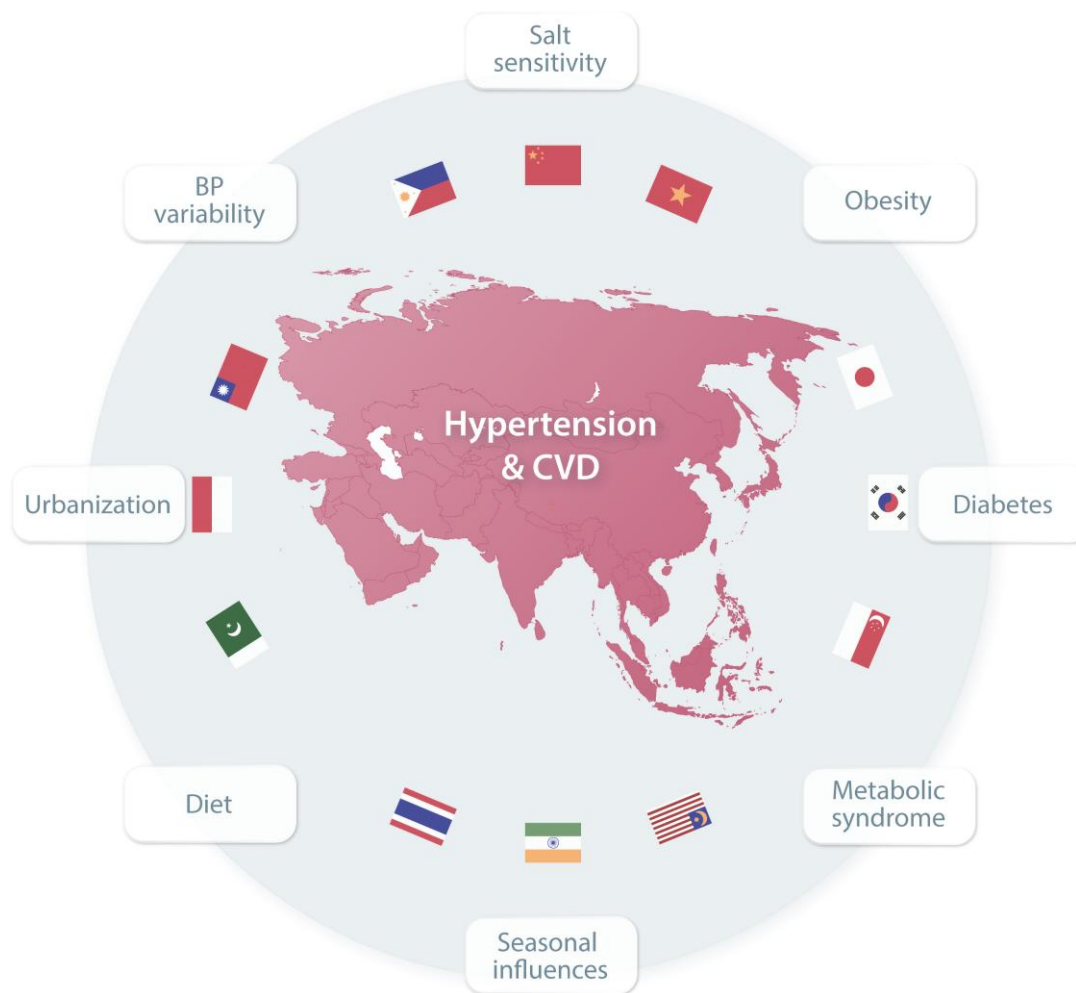 Salt
sensitivity
BP
variability
Obesity
Hypertension
& CVD
Urbanization
Diabetes
Diet
Metabolic
syndrome
Seasonal
influences